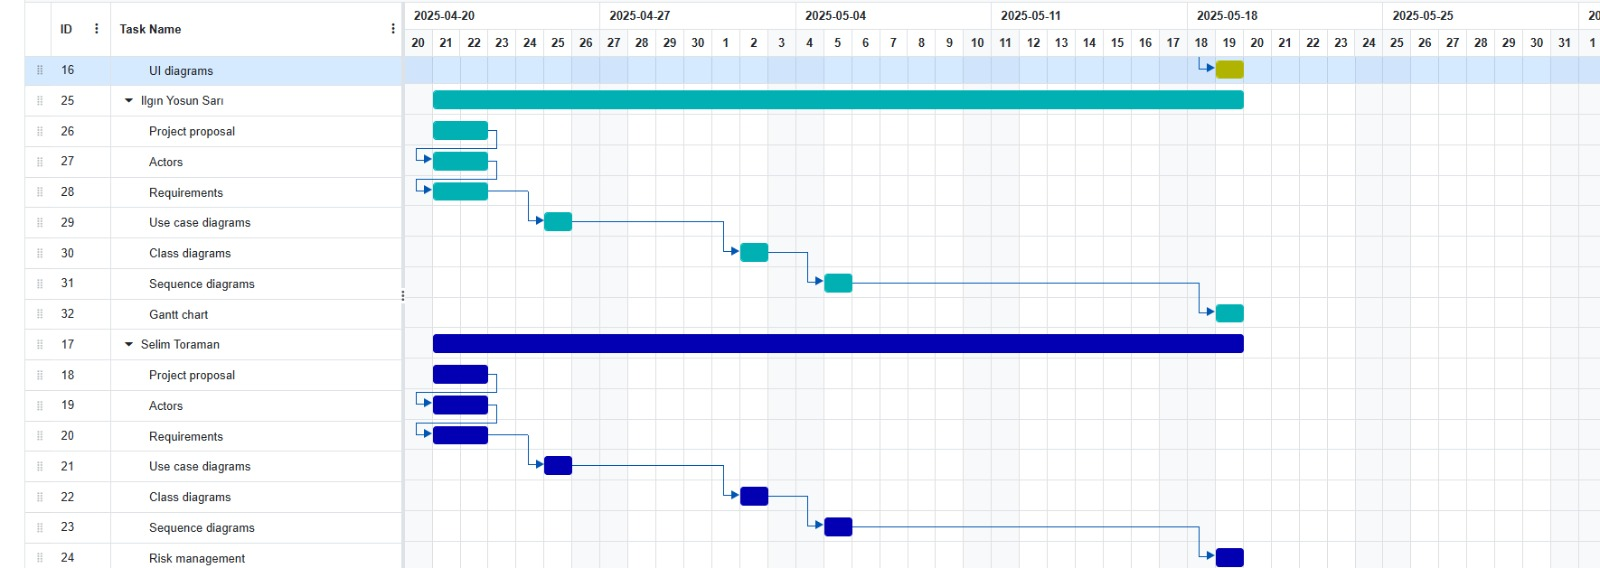 2025-04-20 2025-04-27 2025-05-04 2025-05-11 2025-05-18 2025-05-25
ID Task Name
20 21 22 23 24 25 26 27 28 29 30 1 2 3 4 5 6 7 8 9 10 11 12 13 14 15 16 17 18 19 20 21 22 23 24 25 26 27 28 29 30 31 1
16 UI diagrams
25 Ilgın Yosun Sarı
26 Project proposal
27 Actors
28 Requirements
29 Use case diagrams
30 Class diagrams
31 Sequence diagrams
32 Gantt chart
17 Selim Toraman
18 Project proposal
19 Actors
20 Requirements
21 Use case diagrams
22 Class diagrams
23 Sequence diagrams
24 Risk management